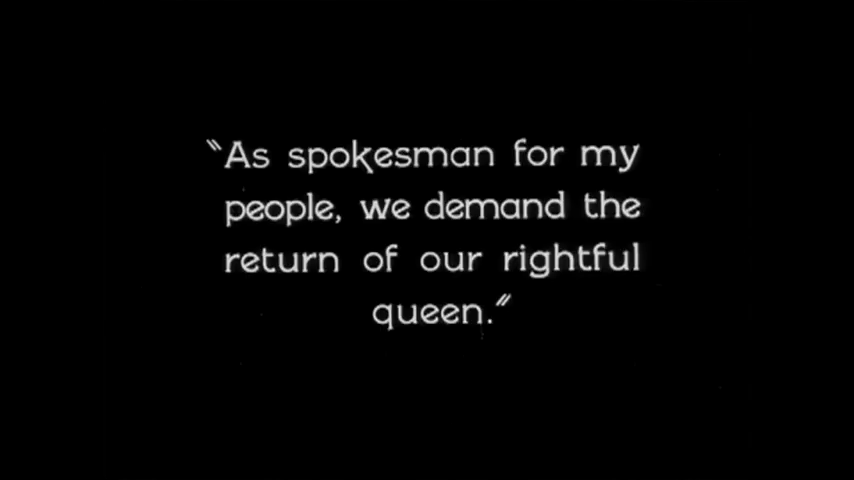 "As spokesman for my
people, we demand the
return of our rightful
queen."